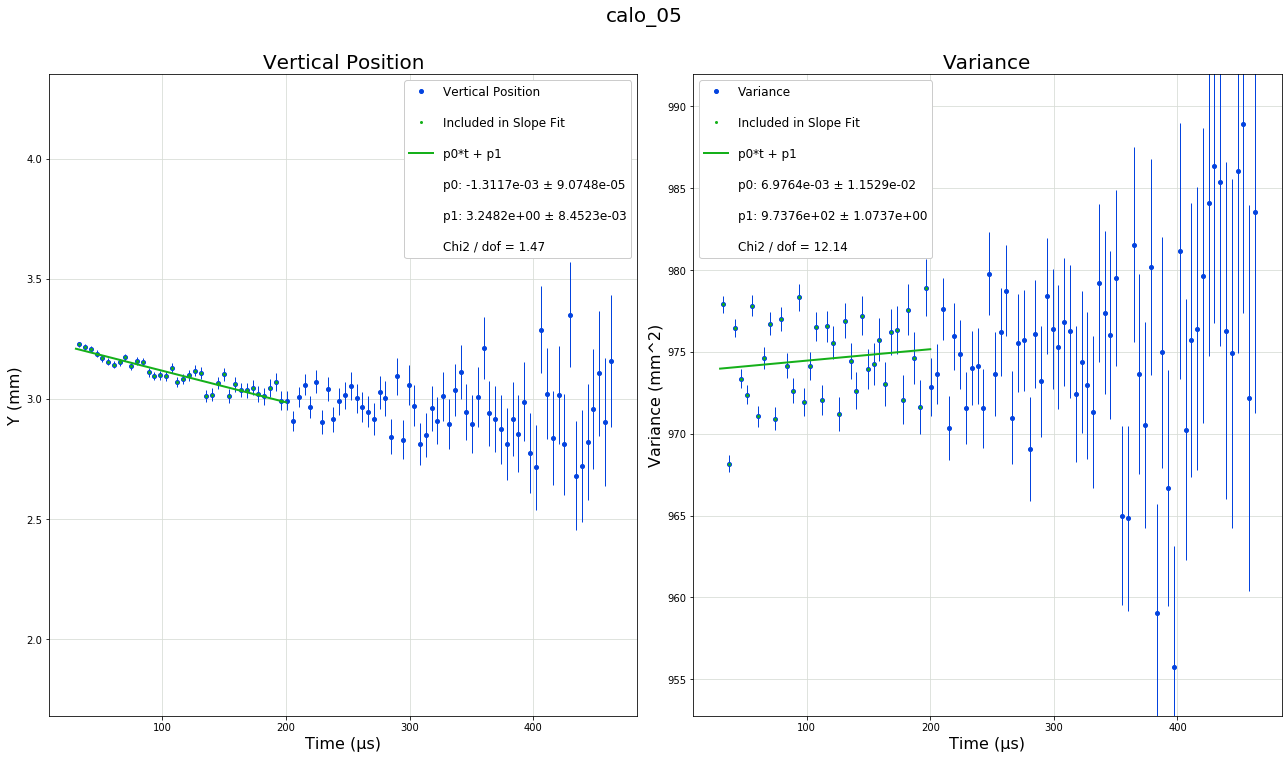 calo_05
Vertical Position
Vertical Position
Included in Slope Fit
p0*t + p1
p0: -1.3117e-03 ± 9.0748e-05
p1: 3.2482e+00 ± 8.4523e-03
Chi2 / dof = 1.47
4.0
3.5
3.0
2.5
2.0
Y (mm)
100 200 300 400
Time (μs)
Variance
Variance
Included in Slope Fit
p0*t + p1
p0: 6.9764e-03 ± 1.1529e-02
p1: 9.7376e+02 ± 1.0737e+00
Chi2 / dof = 12.14
990
985
980
975
970
965
960
955
Variance (mm^2)
100 200 300 400
Time (μs)